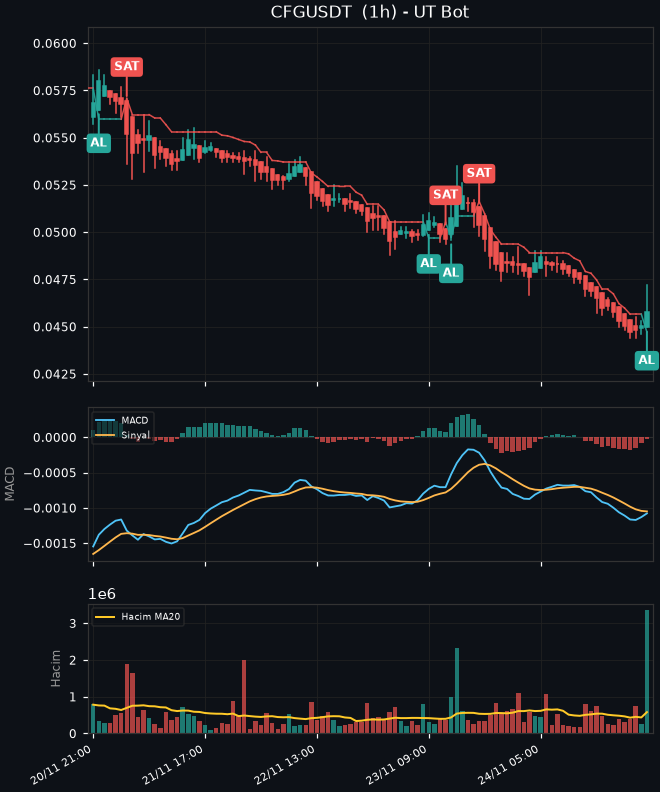 CFGUSDT (1h) - UT Bot
0.0600
0.0575
0.0550
0.0525
0.0500
0.0475
0.0450
0.0425
SAT
AL
SAT
SAT
AL
AL
AL
MACD
Sinyal
0.0000
−0.0005
−0.0010
−0.0015
MACD
1e6
Hacim MA20
3
2
1
0
Hacim
20/11 21:00
21/11 17:00
22/11 13:00
23/11 09:00
24/11 05:00